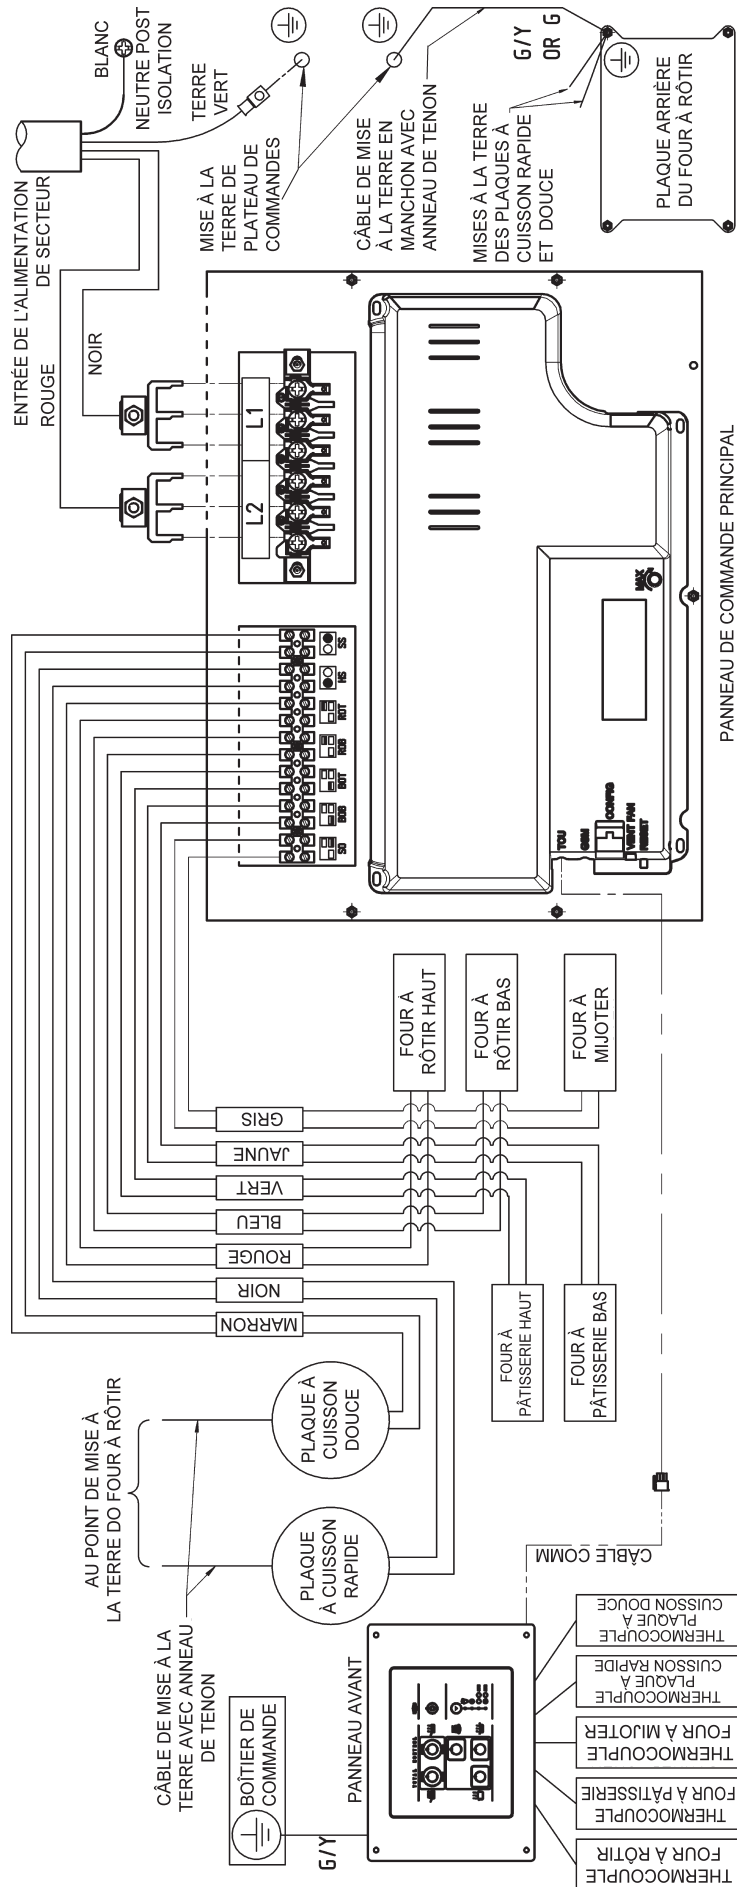 ENTRÉE DE L'ALIMENTATION
DE SECTEUR
ROUGE
NOIR
BLANC
NEUTRE POST
ISOLATION
TERRE
VERT
MISE À LA
TERRE DE
PLATEAU DE
COMMANDES
CÂBLE DE MISE
À LA TERRE EN
MANCHON AVEC
ANNEAU DE TENON
G/Y
OR G
MISES À LA TERRE
DES PLAQUES À
CUISSON RAPIDE
ET DOUCE
PLAQUE ARRIÈRE
DU FOUR À RÔTIR
L2
L1
SO
BOB
BOT
ROB
ROT
HS
SS
MAX
TCU
GSM
CONFIG
VENT FAN
RESET
PANNEAU DE COMMANDE PRINCIPAL
FOUR À
RÔTIR HAUT
FOUR À
RÔTIR BAS
FOUR À
MIJOTER
GRIS
JAUNE
VERT
BLEU
ROUGE
NOIR
MARRON
FOUR À
PÂTISSERIE HAUT
FOUR À
PÂTISSERIE BAS
AU POINT DE MISE À
LA TERRE DO FOUR À RÔTIR
PLAQUE À
CUISSON
DOUCE
PLAQUE
À CUISSON
RAPIDE
CÂBLE DE MISE À LA
TERRE AVEC ANNEAU
DE TENON
BOÎTIER DE
COMMANDE
G/Y
PANNEAU AVANT
CÂBLE COMM
THERMOCOUPLE
FOUR À RÔTIR
THERMOCOUPLE
FOUR À PÂTISSERIE
THERMOCOUPLE
FOUR À MIJOTER
THERMOCOUPLE
PLAQUE À
CUISSON RAPIDE
THERMOCOUPLE
PLAQUE À
CUISSON DOUCE